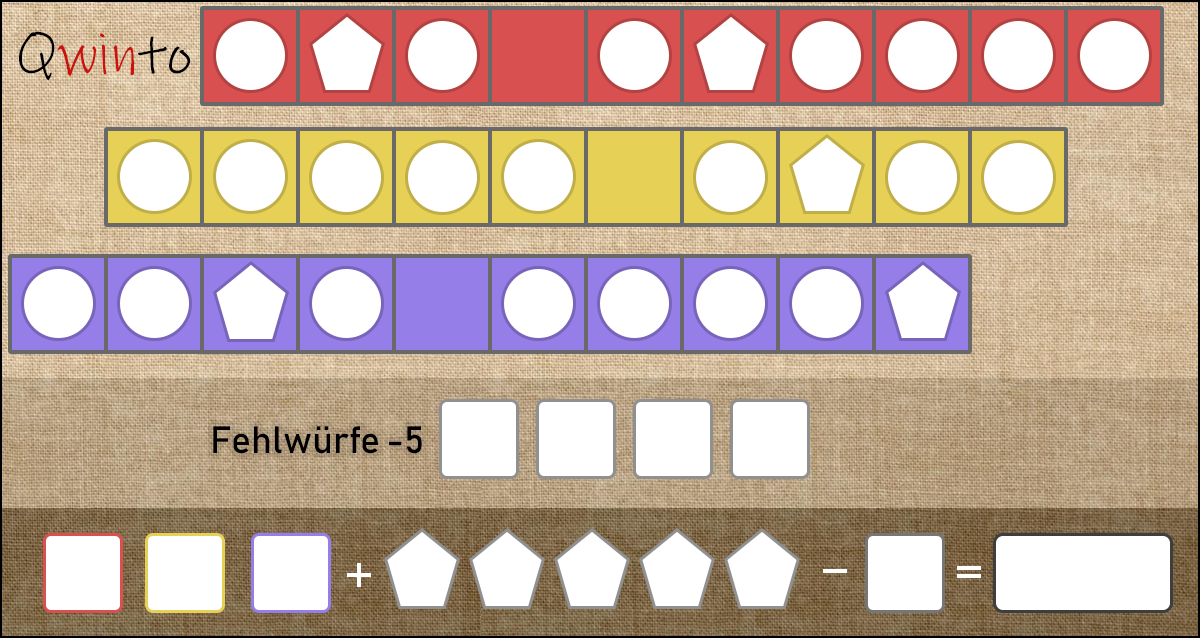 Qwinto
Fehlwürfe -5
+ − =